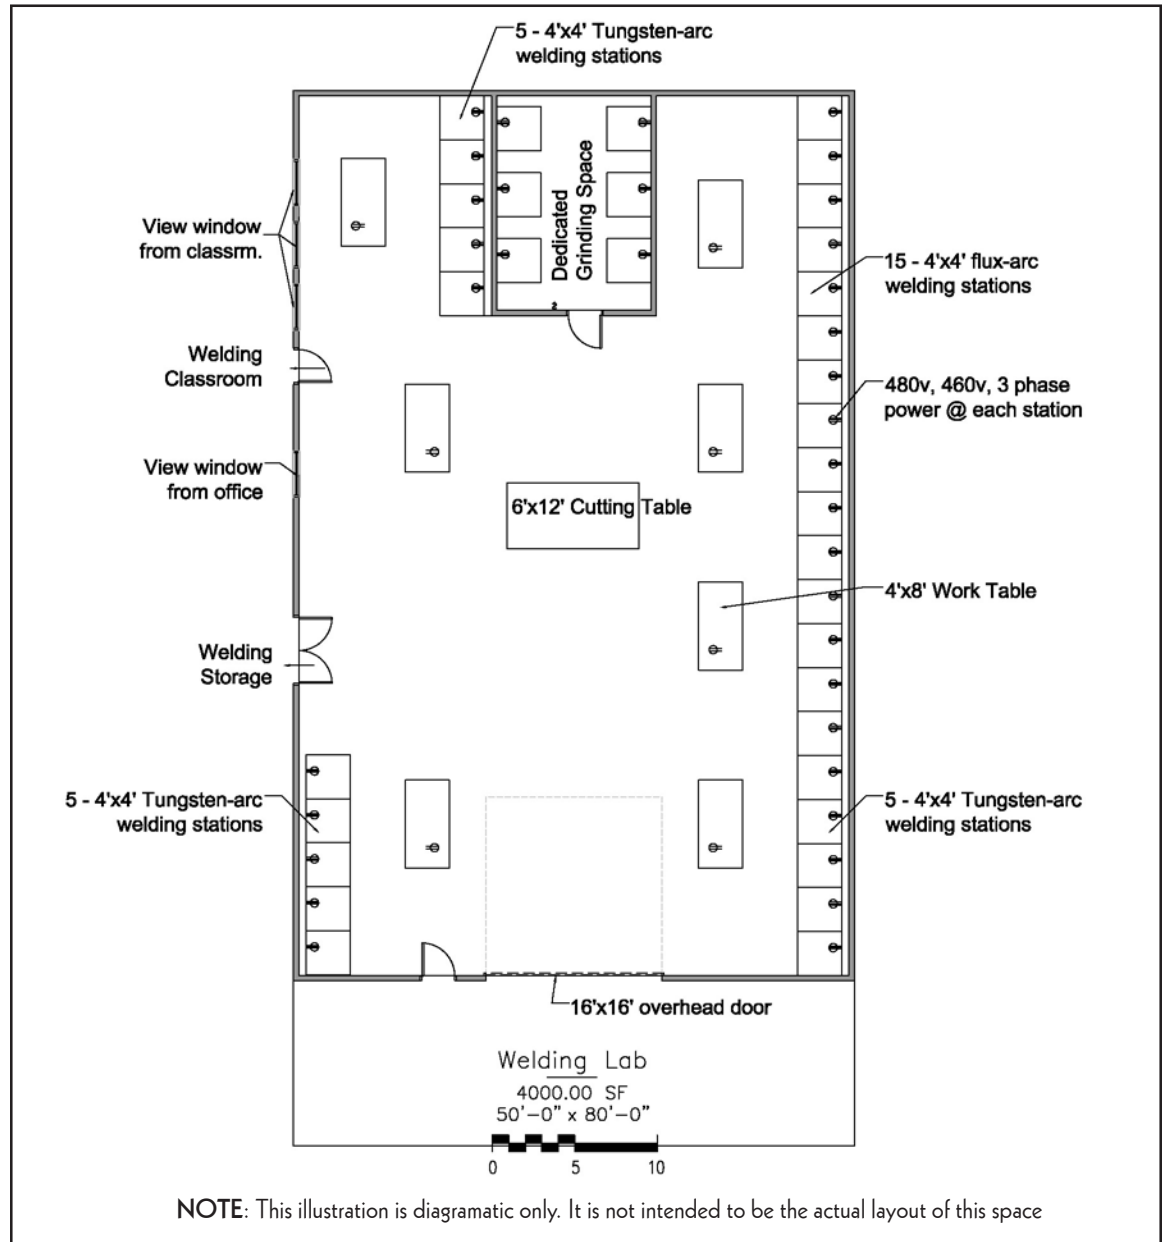 5 - 4'x4' Tungsten-arc
welding stations
Dedicated
Grinding Space
2
View window
from classrm.
15 - 4'x4' flux-arc
welding stations
Welding
Classroom
480v, 460v, 3 phase
power @ each station
View window
from office
6'x12' Cutting Table
4'x8' Work Table
Welding
Storage
5 - 4'x4' Tungsten-arc
welding stations
5 - 4'x4' Tungsten-arc
welding stations
16'x16' overhead door
Welding Lab
4000.00 SF
50'-0" x 80'-0"
0 5 10
NOTE: This illustration is diagramatic only. It is not intended to be the actual layout of this space